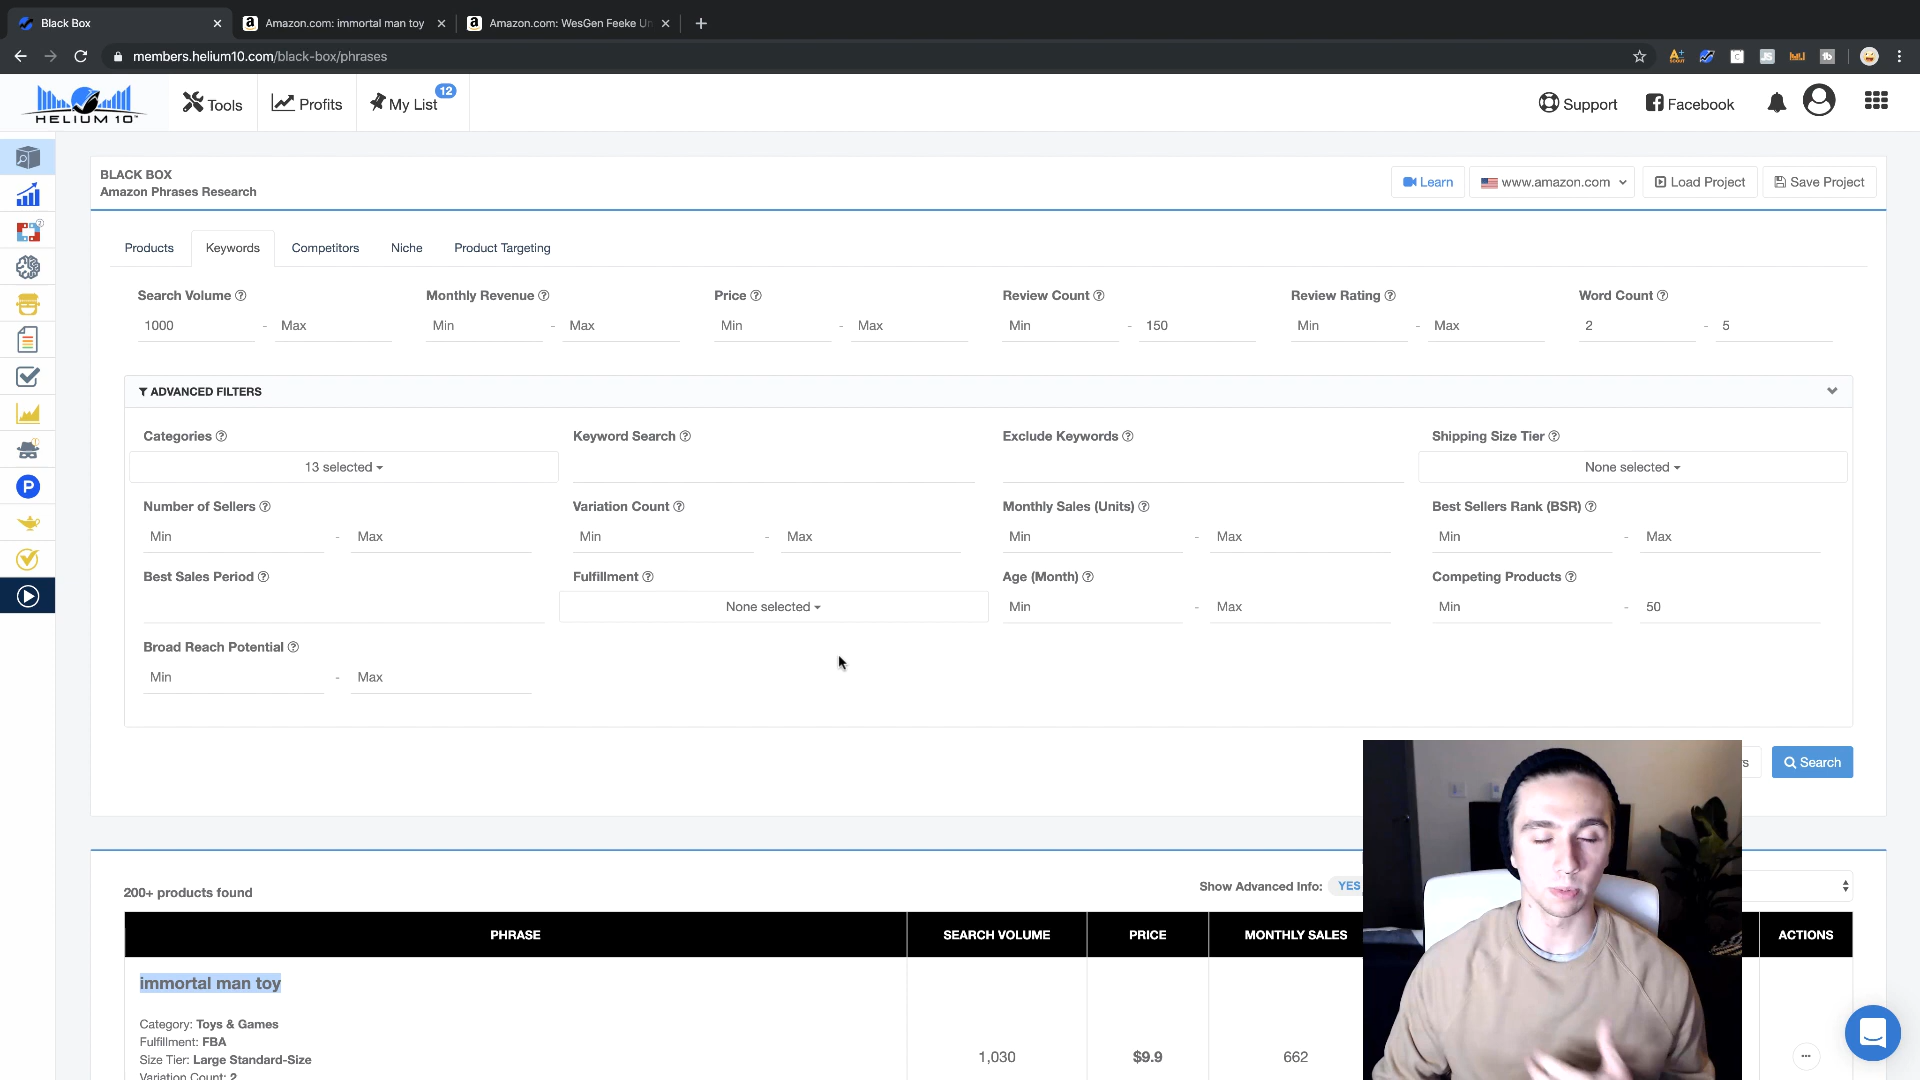 Black Box
Amazon.com: immortal man toy
Amazon.com: WesGen Feeke Un
members.helium10.com/black-box/phrases
HELIUM 10
Tools
Profits
My List
12
Support
Facebook
BLACK BOX
Amazon Phrases Research
Learn
www.amazon.com
Load Project
Save Project
Products
Keywords
Competitors
Niche
Product Targeting
Search Volume
Monthly Revenue
Price
Review Count
Review Rating
Word Count
1000 - Max
Min - Max
Min - Max
Min - 150
Min - Max
2 - 5
ADVANCED FILTERS
Categories
Keyword Search
Exclude Keywords
Shipping Size Tier
13 selected
None selected
Number of Sellers
Variation Count
Monthly Sales (Units)
Best Sellers Rank (BSR)
Min - Max
Min - Max
Min - Max
Min - Max
Best Sales Period
Fulfillment
Age (Month)
Competing Products
None selected
Min - Max
Min - 50
Broad Reach Potential
Min - Max
Search
200+ products found
Show Advanced Info: YES
PHRASE
SEARCH VOLUME
PRICE
MONTHLY SALES
ACTIONS
immortal man toy
Category: Toys & Games
Fulfillment: FBA
Size Tier: Large Standard-Size
Variation Count: 2
1,030
$9.9
662